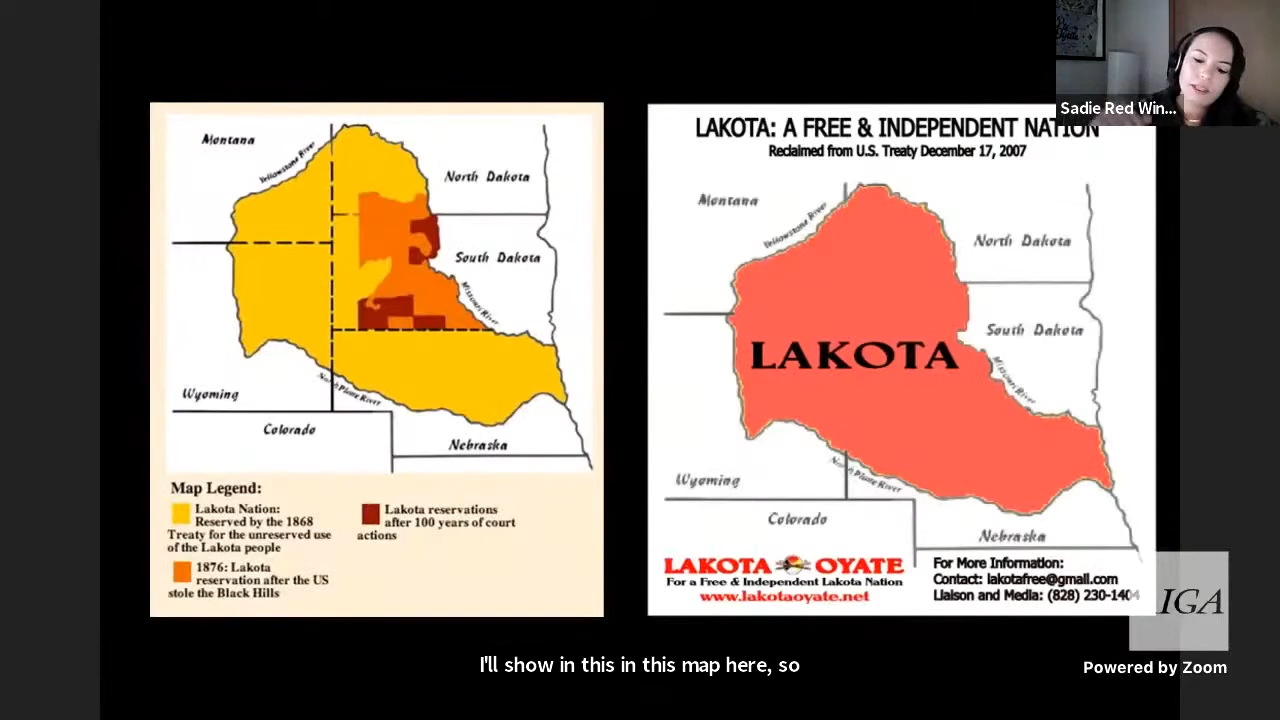 Sadie Red Win...
Montana
Yellowstone River
North Dakota
South Dakota
Missouri River
Wyoming
North Platte River
Colorado
Nebraska
Map Legend:
Lakota Nation:
Reserved by the 1868
Treaty for the unreserved use
of the Lakota people
1876: Lakota
reservation after the US
stole the Black Hills
Lakota reservations
after 100 years of court
actions
LAKOTA: A FREE & INDEPENDENT NATION
Reclaimed from U.S. Treaty December 17, 2007
Montana
Yellowstone River
North Dakota
LAKOTA
South Dakota
Missouri River
Wyoming
North Platte River
Colorado
Nebraska
LAKOTA OYATE
For a Free & Independent Lakota Nation
www.lakotaoyate.net
For More Information:
Contact: lakotafree@gmail.com
Liaison and Media: (828) 230-1404
IGA
I'll show in this in this map here, so
Powered by Zoom